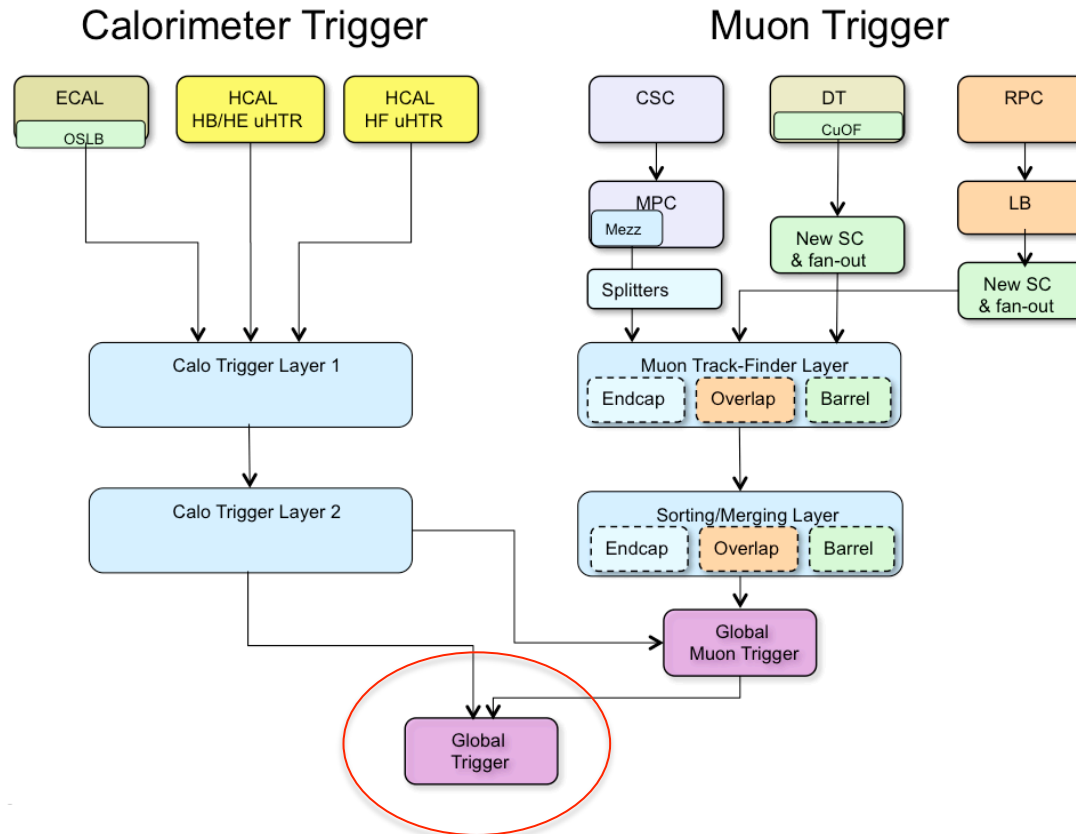 Calorimeter Trigger
Muon Trigger
ECAL
OSLB
HCAL
HB/HE uHTR
HCAL
HF uHTR
CSC
DT
CuOF
RPC
MPC
Mezz
LB
New SC
& fan-out
Splitters
New SC
& fan-out
Calo Trigger Layer 1
Muon Track-Finder Layer
Endcap
Overlap
Barrel
Calo Trigger Layer 2
Sorting/Merging Layer
Endcap
Overlap
Barrel
Global
Muon Trigger
Global
Trigger